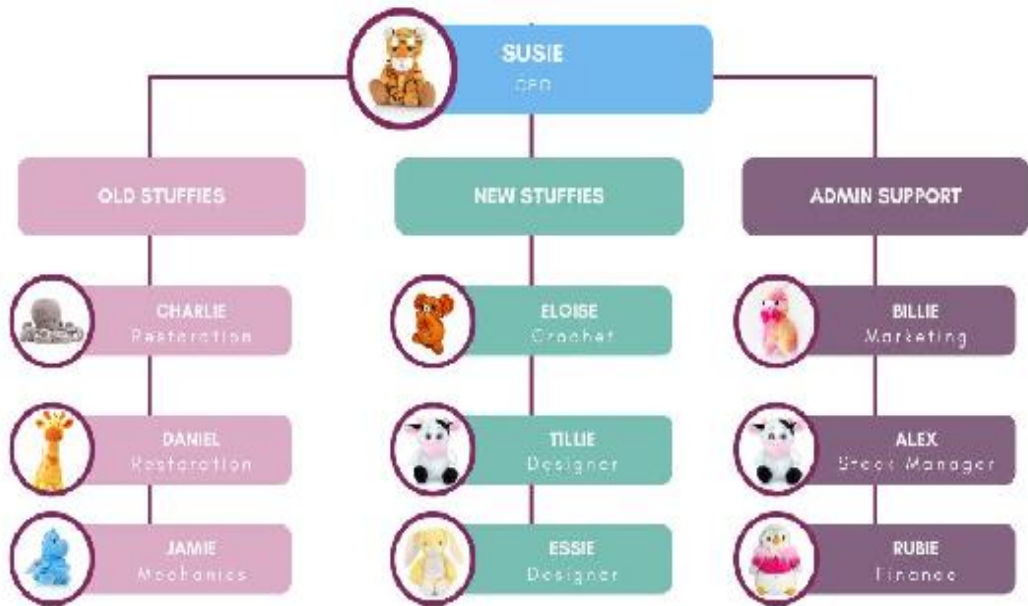 SUSIE
OLD STUFFIES
CHARLIE
Restoration
DANIEL
Restoration
JAMIE
Mechanics
NEW STUFFIES
ELOISE
Crochet
TILLIE
Designer
ESSIE
Designer
ADMIN SUPPORT
BILLIE
Marketing
ALEX
Stock Manager
RUBIE
Finance